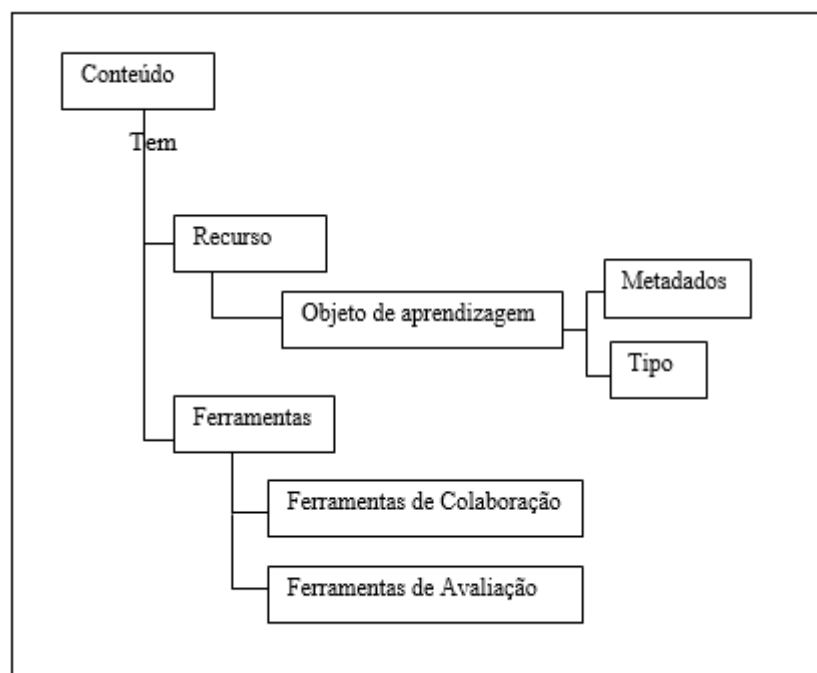 Conteúdo
Tem
Recurso
Metadados
Objeto de aprendizagem
Tipo
Ferramentas
Ferramentas de Colaboração
Ferramentas de Avaliação